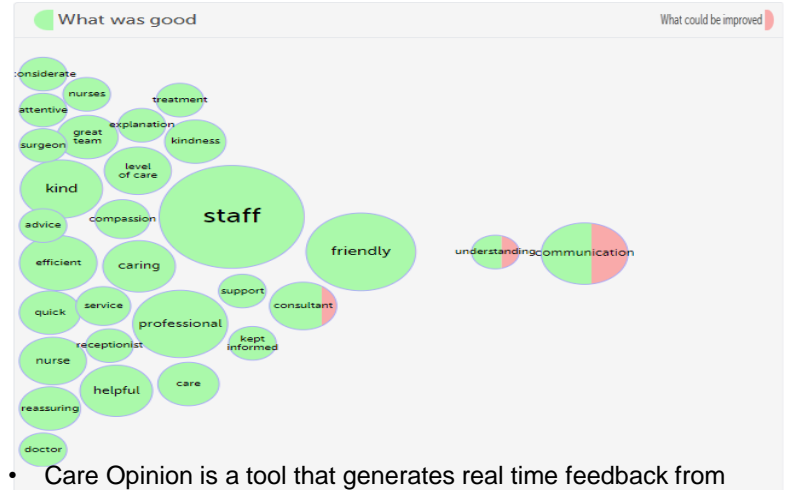 What was good
What could be improved
considerate
nurses
treatment
attentive
explanation
great
team
surgeon
kindness
level
of care
kind
staff
compassion
advice
friendly
understanding
communication
efficient
caring
support
quick
service
consultant
professional
receptionist
kept
informed
nurse
care
helpful
reassuring
doctor
• Care Opinion is a tool that generates real time feedback from